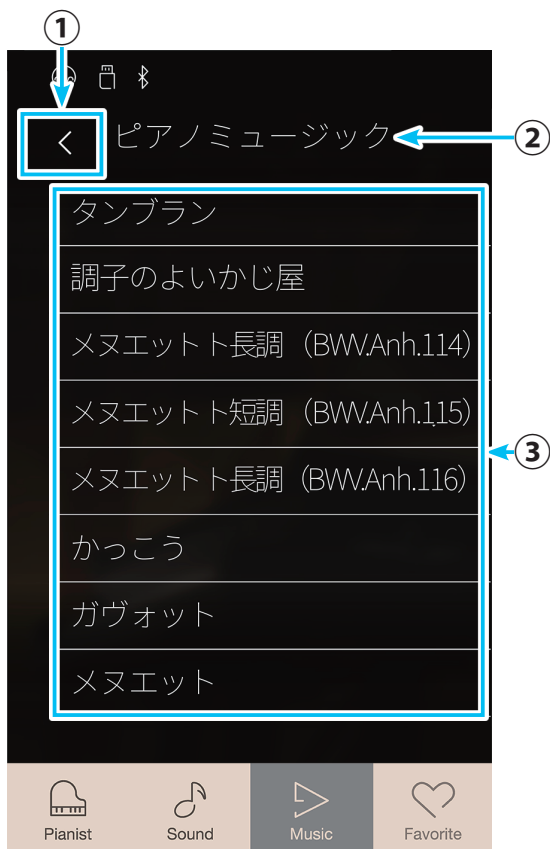 ①
ピアノミュージック ②
タンブラン
調子のよいかじ屋
メヌエットト長調（BWV.Anh.114）
メヌエットト短調（BWV.Anh.115）
③
メヌエットト長調（BWV.Anh.116）
かっこう
ガヴォット
メヌエット
Pianist Sound Music Favorite